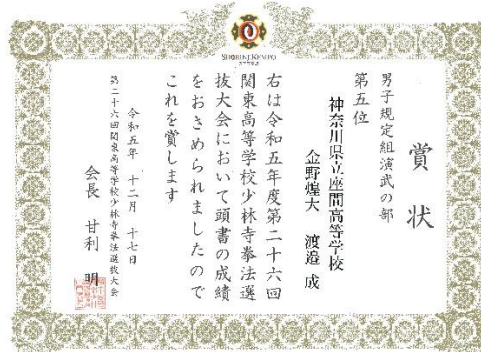 SHORINJI KEMPO
賞状
男子規定組演武の部
第五位
神奈川県立座間高等学校
金野煌大 渡邉成
右は令和五年度第二十六回
関東高等学校少林寺拳法選
抜大会において頭書の成績
をおさめられましたので
これを賞します
令和五年 十二月 十七日
第二十六回関東高等学校少林寺拳法選抜大会
会長 甘利 明